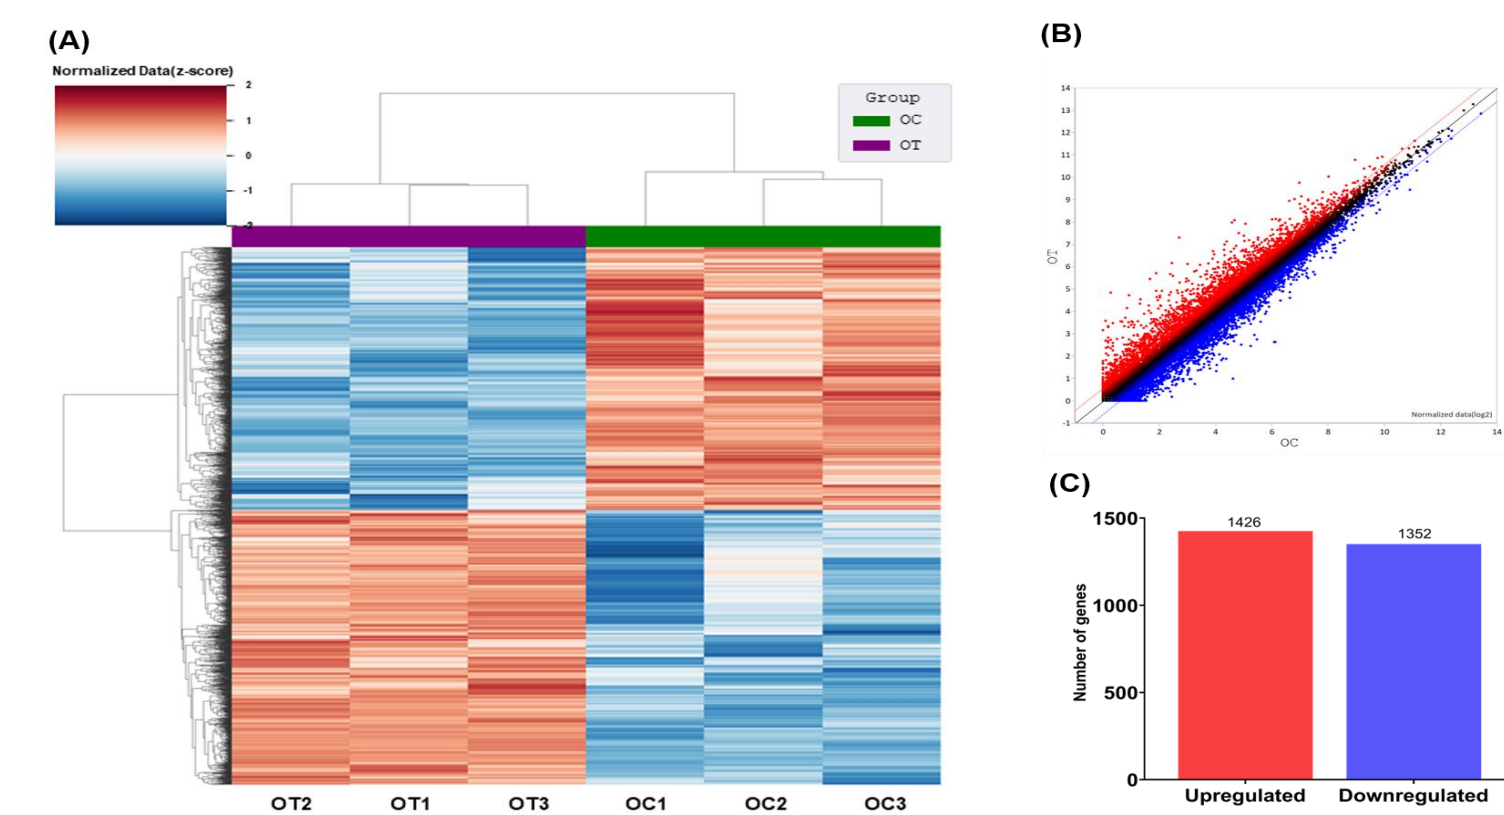 (A)
Normalized Data(z-score)
2
1
0
-1
-2
Group
OC
OT
OT2 OT1 OT3 OC1 OC2 OC3
(B)
14
13
12
11
10
9
8
7
6
5
4
3
2
1
0
-1
OT
Normalized data(log2)
0 2 4 6 8 10 12 14
OC
(C)
1500
1000
500
0
Number of genes
1426
1352
Upregulated Downregulated